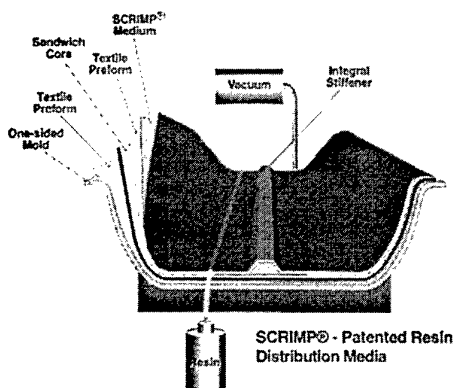 SCRIMP®
Medium
Sandwich
Core
Textile
Preform
Textile
Preform
One-sided
Mold
Vacuum
Integral
Stiffener
Resin
SCRIMP® - Patented Resin
Distribution Media